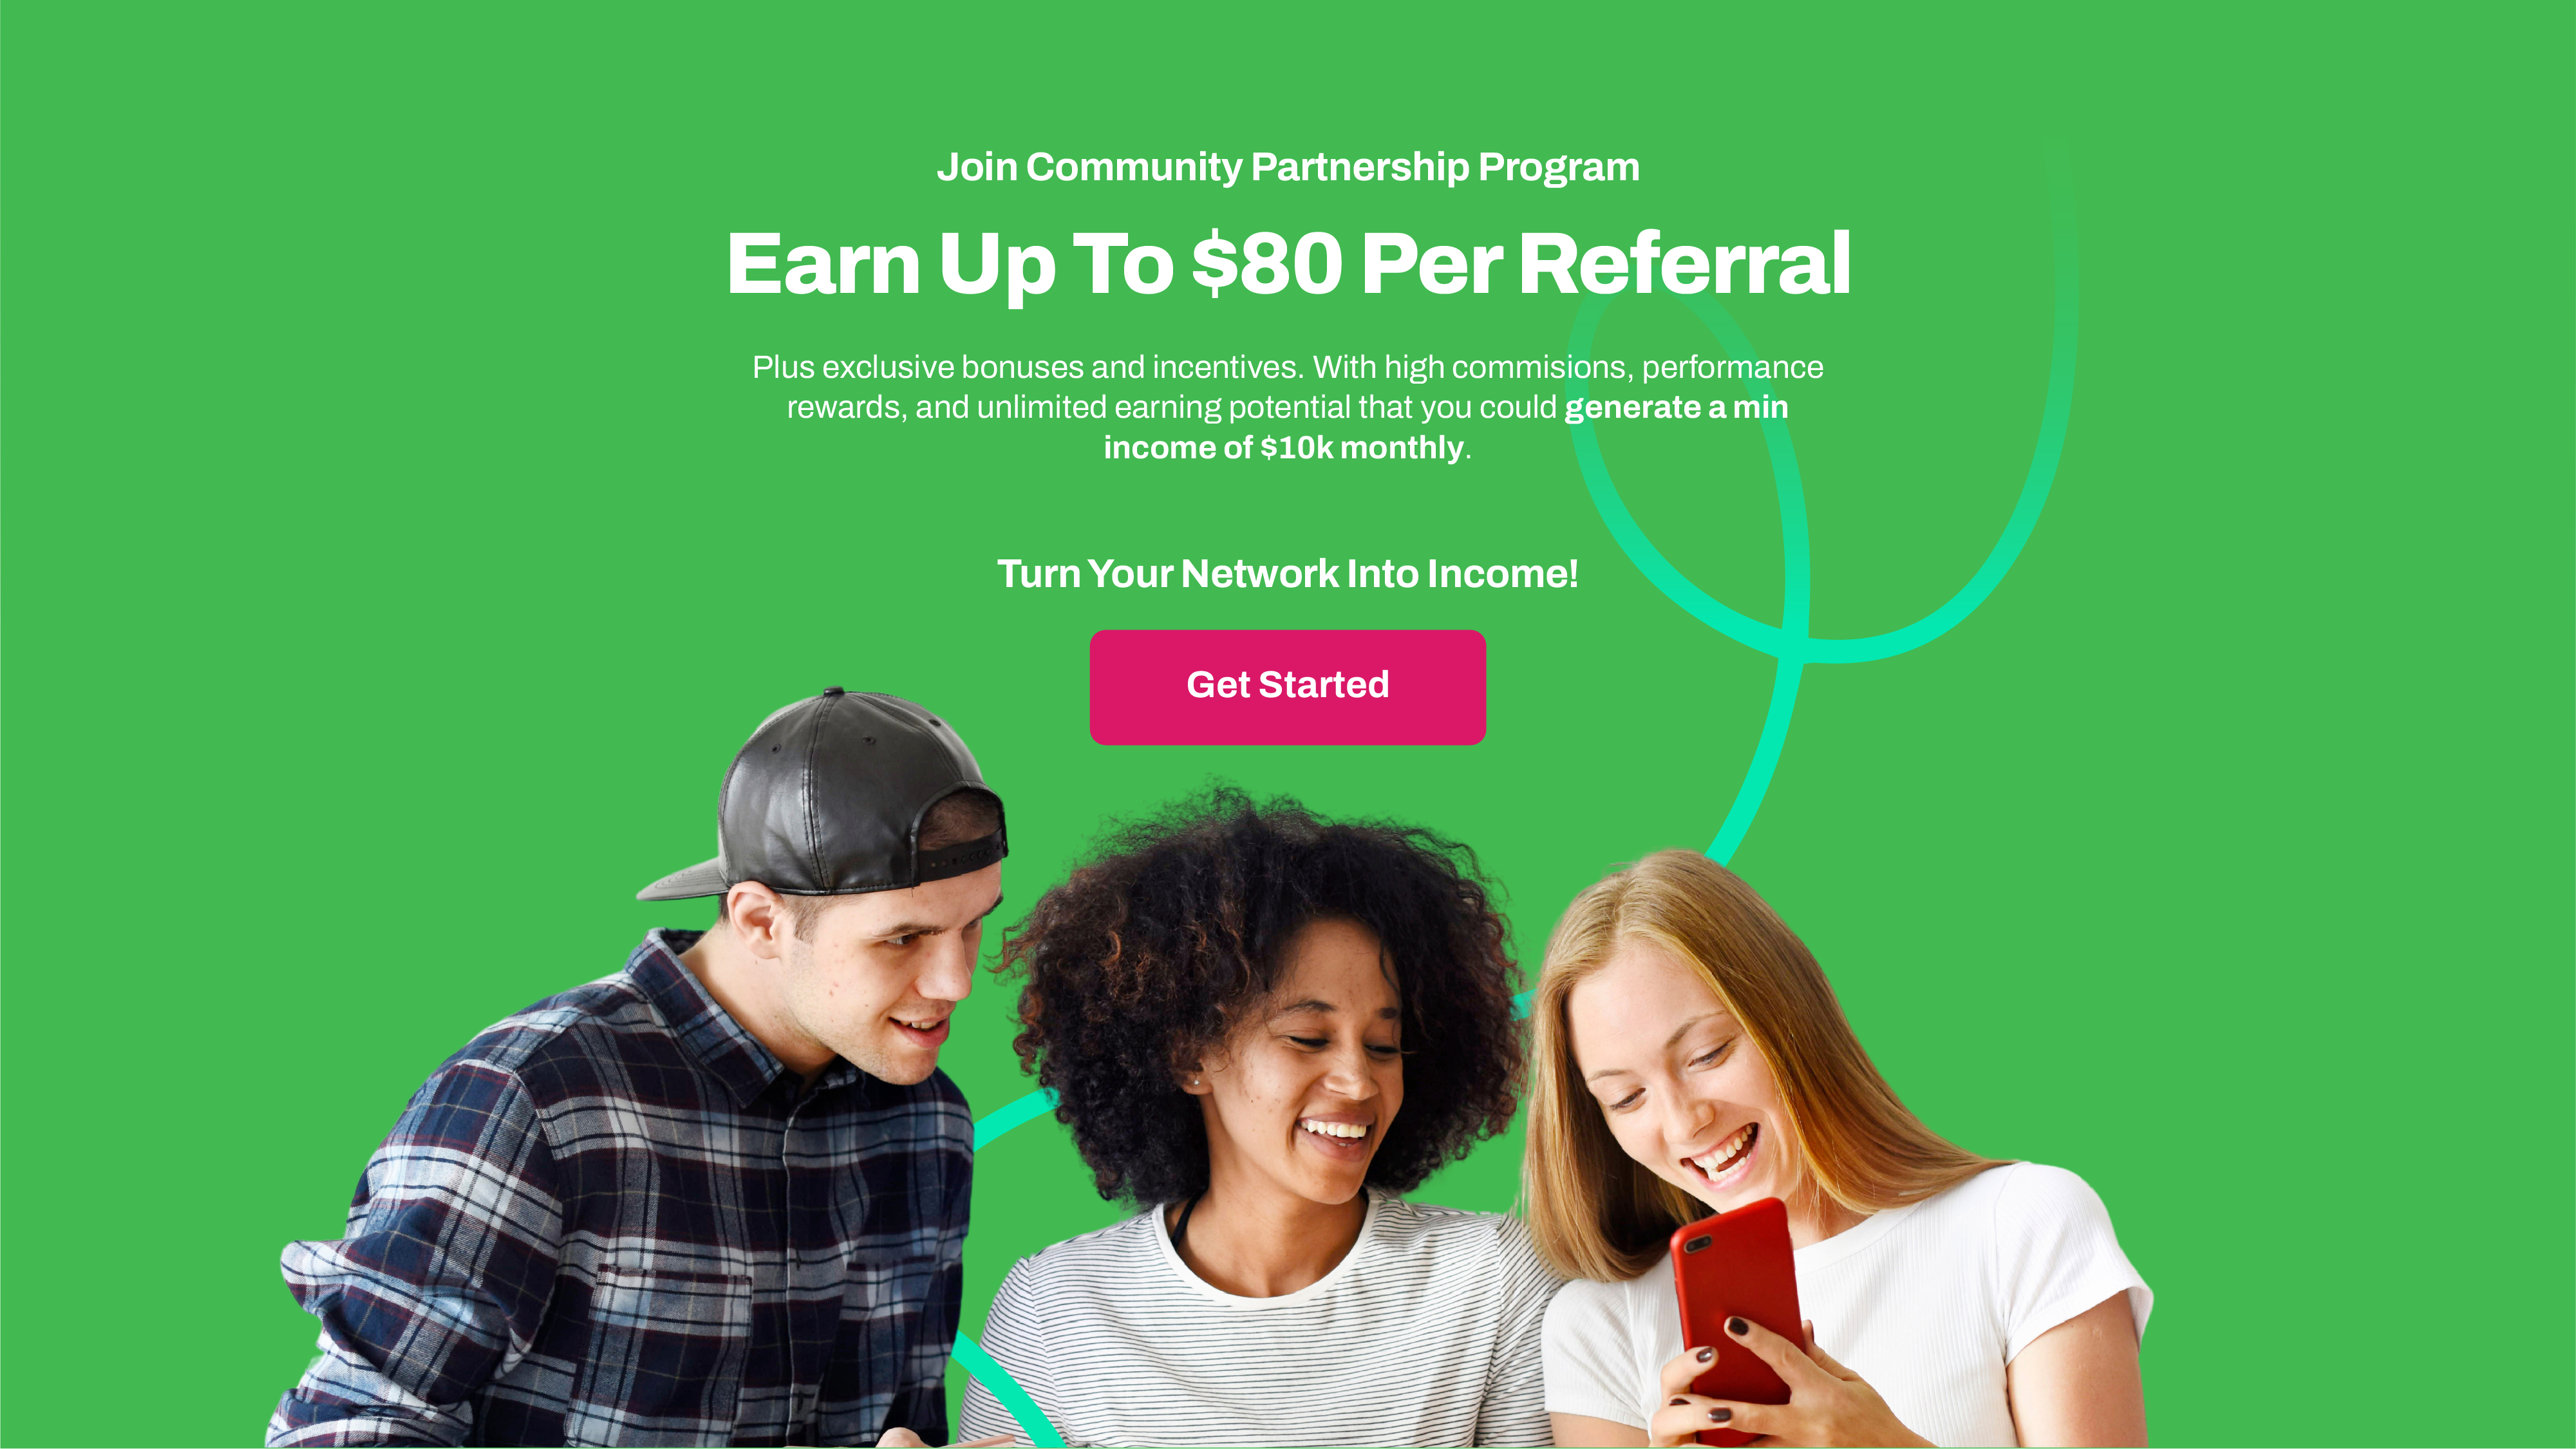 Join Community Partnership Program
Earn Up To $80 Per Referral
Plus exclusive bonuses and incentives. With high commisions, performance
rewards, and unlimited earning potential that you could generate a min
income of $10k monthly.
Turn Your Network Into Income!
Get Started